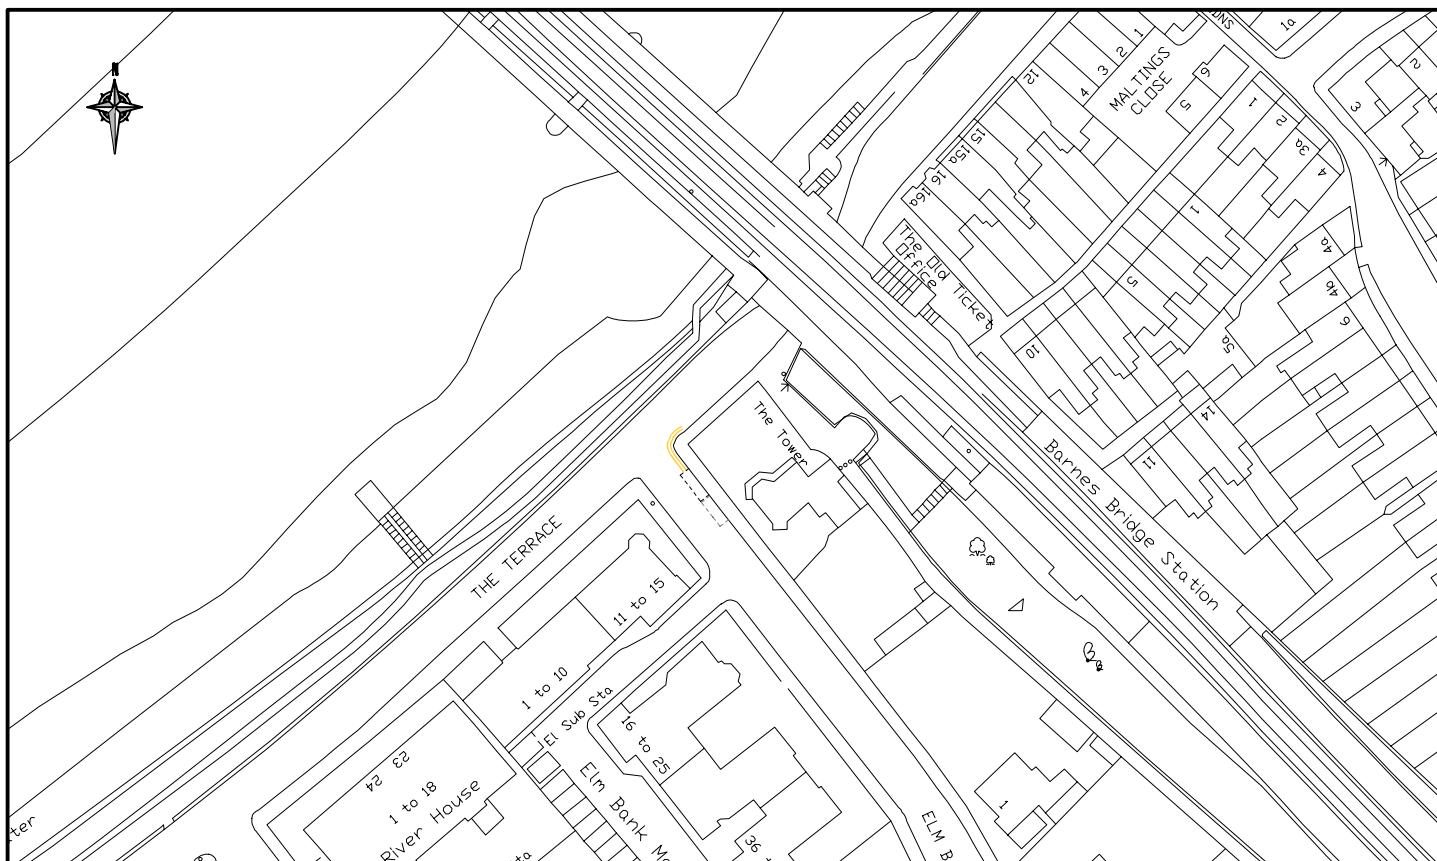 N
1a
1
2
3
4
MALTINGS
CLOSE
6
5
12
15
15a
16
16a
1
2
3a
4
2
3
The Old Ticket
Office
1
5
10
4a
4b
6
5a
14
11
The Tower
Barnes Bridge Station
THE TERRACE
11 to 15
1 to 10
El Sub Sta
16 to 25
23
24
1 to 18
River House
Elm Bank
1